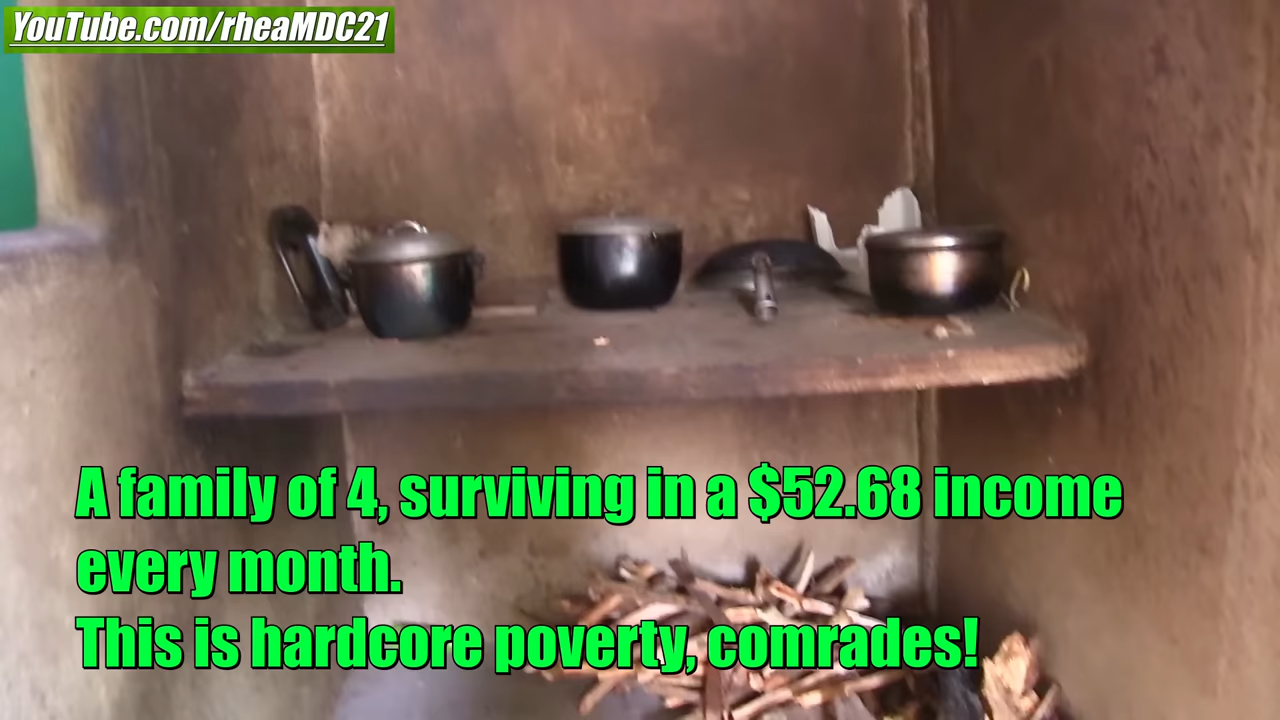 YouTube.com/rheaMDC21
A family of 4, surviving in a $52.68 income
every month.
This is hardcore poverty, comrades!